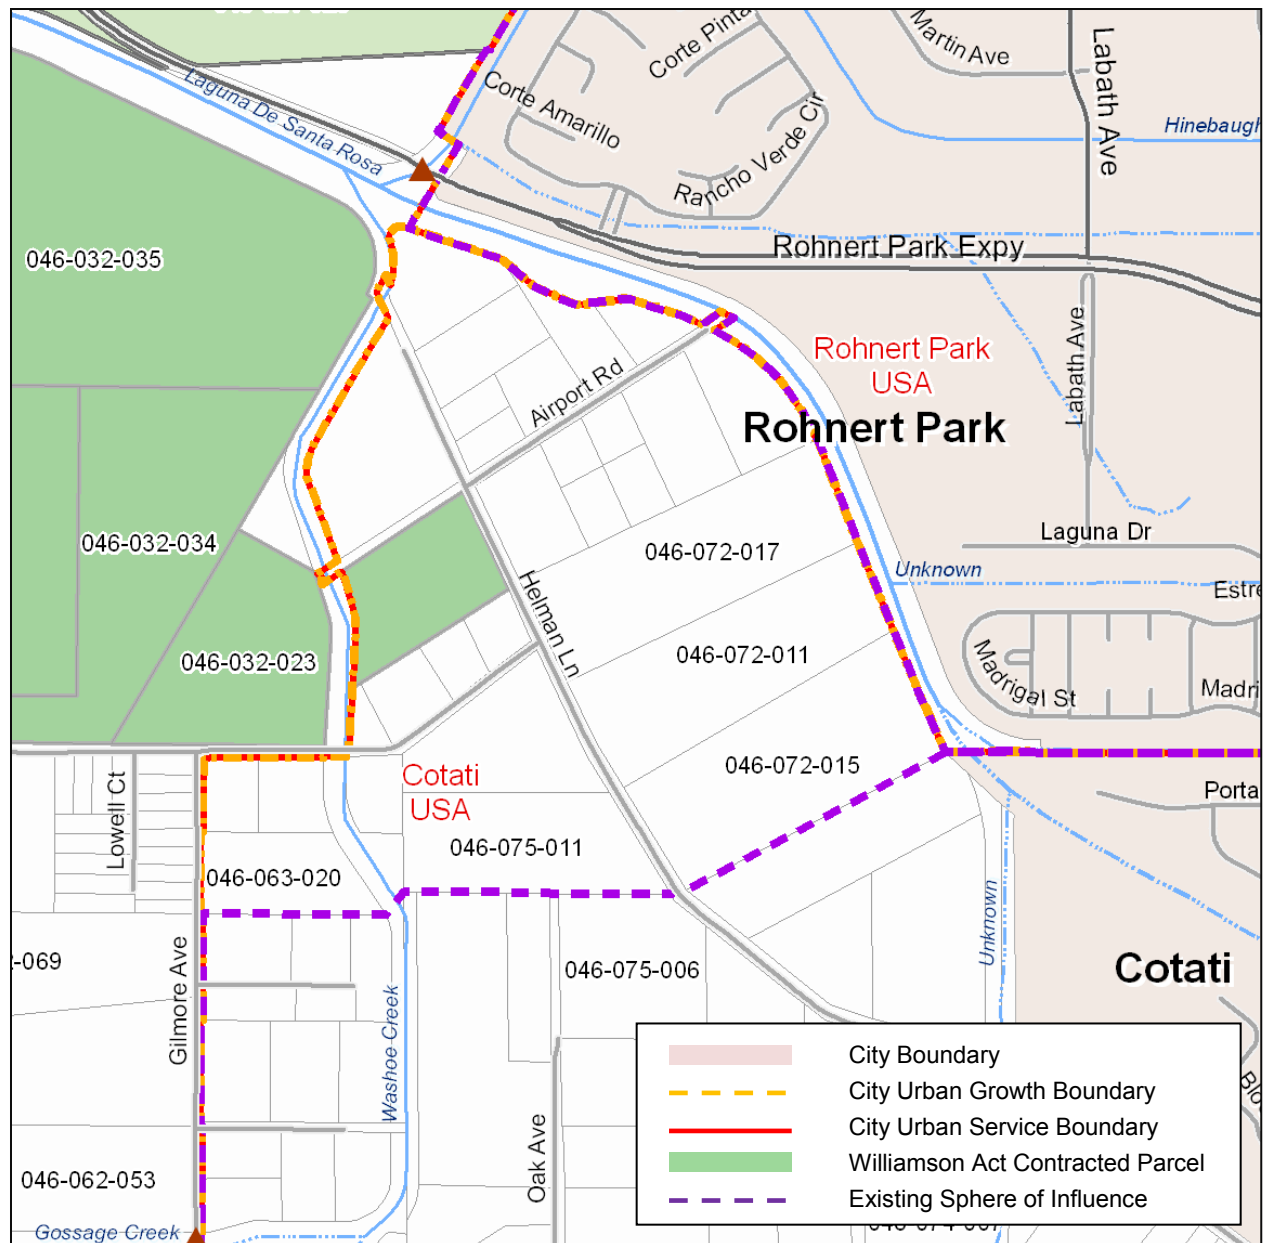 Corte Pinta
Martin Ave
Labath Ave
Corte Amarillo
Laguna De Santa Rosa
Rancho Verde Cir
Hinebaugh
046-032-035
Rohnert Park Expy
Labath Ave
Rohnert Park
USA
Rohnert Park
Airport Rd
046-032-034
046-072-017
Laguna Dr
Unknown
Estre
Helman Ln
046-032-023
046-072-011
Madrigal St
Madri
Cotati
USA
046-072-015
Porta
Lowell Ct
046-075-011
046-063-020
Unknown
-069
Gilmore Ave
046-075-006
Cotati
Washoe Creek
Oak Ave
046-062-053
Gossage Creek
Blo
City Boundary
City Urban Growth Boundary
City Urban Service Boundary
Williamson Act Contracted Parcel
Existing Sphere of Influence